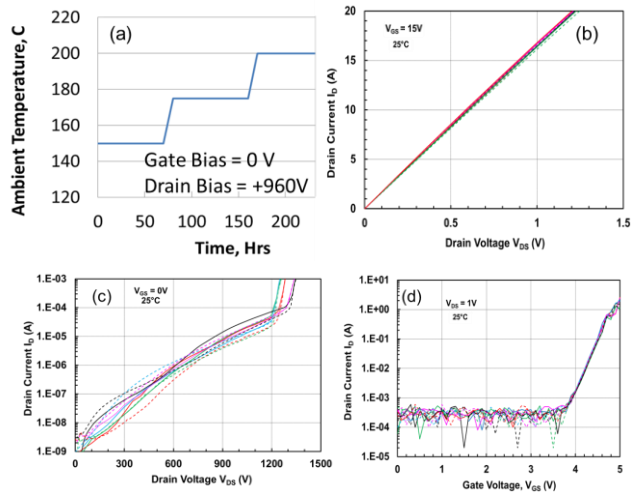 220
200
180
160
140
120
(a)
Gate Bias = 0 V
Drain Bias = +960V
0 50 100 150 200
Time, Hrs
Ambient Temperature, C
20
15
10
5
0
V_GS = 15V
25°C
(b)
0 0.5 1 1.5
Drain Voltage V_DS (V)
Drain Current I_D (A)
1.E-03
1.E-04
1.E-05
1.E-06
1.E-07
1.E-08
1.E-09
(c)
V_GS = 0V
25°C
0 300 600 900 1200 1500
Drain Voltage V_DS (V)
Drain Current I_D (A)
1.E+01
1.E+00
1.E-01
1.E-02
1.E-03
1.E-04
1.E-05
(d)
V_DS = 1V
25°C
0 1 2 3 4 5
Gate Voltage, V_GS (V)
Drain Current I_D (A)